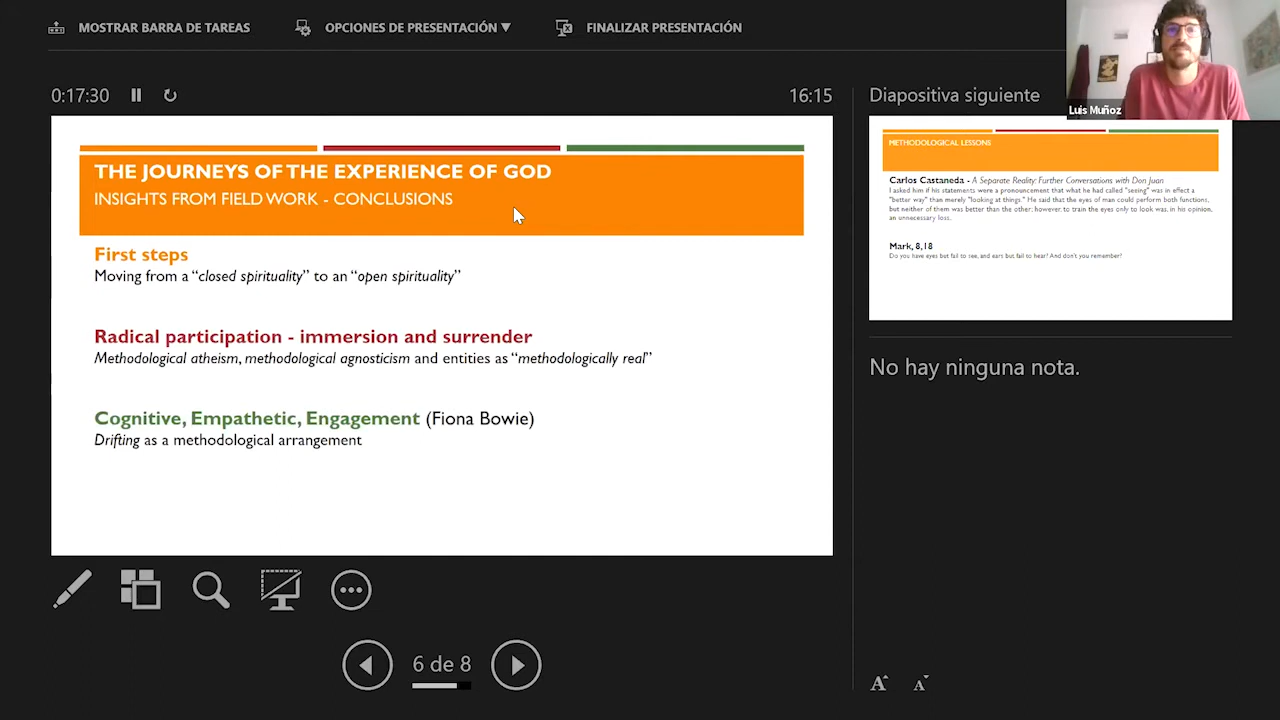 MOSTRAR BARRA DE TAREAS
OPCIONES DE PRESENTACIÓN ▼
FINALIZAR PRESENTACIÓN
Luis Muñoz
0:17:30
16:15
THE JOURNEYS OF THE EXPERIENCE OF GOD
INSIGHTS FROM FIELD WORK - CONCLUSIONS
First steps
Moving from a “closed spirituality” to an “open spirituality”
Radical participation - immersion and surrender
Methodological atheism, methodological agnosticism and entities as “methodologically real”
Cognitive, Empathetic, Engagement (Fiona Bowie)
Drifting as a methodological arrangement
6 de 8
Diapositiva siguiente
METHODOLOGICAL LESSONS
Carlos Castaneda - A Separate Reality: Further Conversations with Don Juan
I asked him if his statements were a pronouncement that what he had called "seeing" was in effect a
"better way" than merely "looking at things." He said that the eyes of man could perform both functions,
but neither of them was better than the other; however, to train the eyes only to look was, in his opinion,
an unnecessary loss.
Mark, 8,18
Do you have eyes but fail to see, and ears but fail to hear? And don't you remember?
No hay ninguna nota.
A A